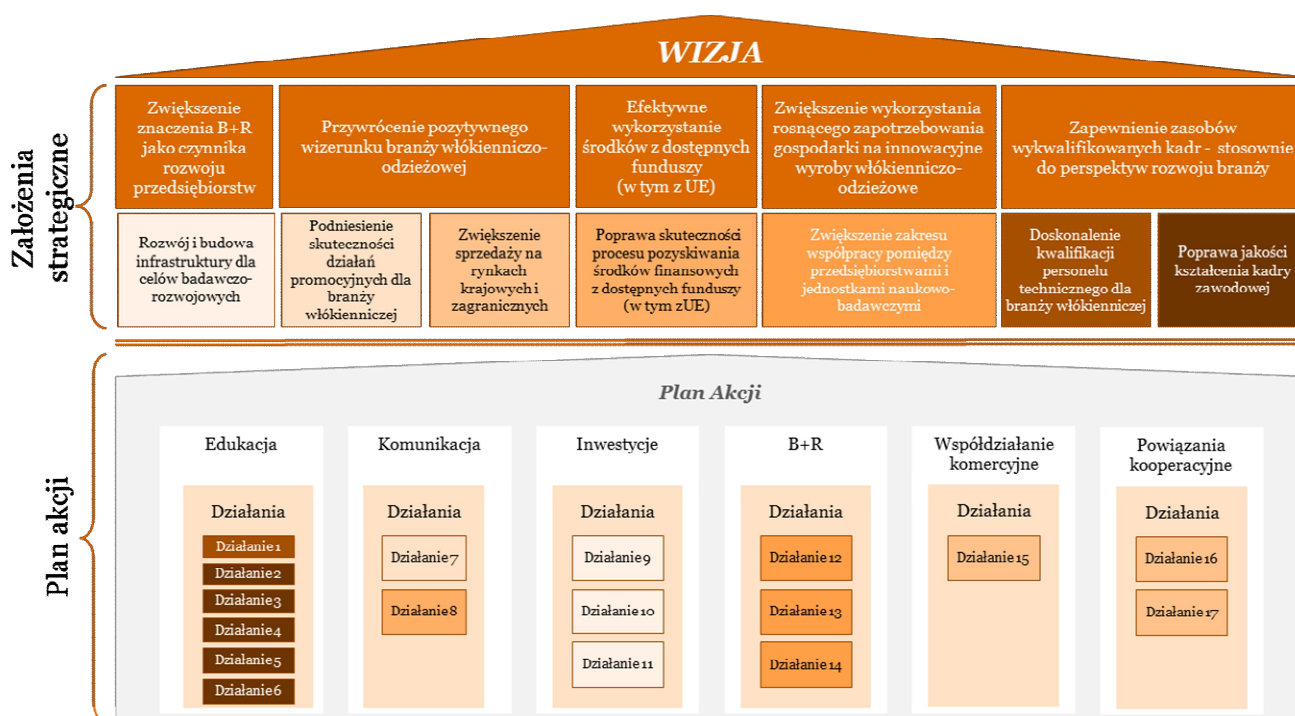 WIZJA
Założenia
strategiczne
Zwiększenie
znaczenia B+R
jako czynnika
rozwoju
przedsiębiorstw
Przywrócenie pozytywnego
wizerunku branży włókienniczo-
odzieżowej
Efektywne
wykorzystanie
środków z dostępnych
funduszy
(w tym z UE)
Zwiększenie wykorzystania
rosnącego zapotrzebowania
gospodarki na innowacyjne
wyroby włókienniczo-
odzieżowe
Zapewnienie zasobów
wykwalifikowanych kadr - stosownie
do perspektyw rozwoju branży
Rozwój i budowa
infrastruktury dla
celów badawczo-
rozwojowych
Podniesienie
skuteczności
działań
promocyjnych dla
branży
włókienniczej
Zwiększenie
sprzedaży na
rynkach
krajowych i
zagranicznych
Poprawa skuteczności
procesu pozyskiwania
środków finansowych
z dostępnych funduszy
(w tym zUE)
Zwiększenie zakresu
współpracy pomiędzy
przedsiębiorstwami i
jednostkami naukowo-
badawczymi
Doskonalenie
kwalifikacji
personelu
technicznego dla
branży włókienniczej
Poprawa jakości
kształcenia kadry
zawodowej
Plan akcji
Plan Akcji
Edukacja
Działania
Działanie 1
Działanie 2
Działanie 3
Działanie 4
Działanie 5
Działanie 6
Komunikacja
Działania
Działanie 7
Działanie 8
Inwestycje
Działania
Działanie 9
Działanie 10
Działanie 11
B+R
Działania
Działanie 12
Działanie 13
Działanie 14
Współdziałanie
komercyjne
Działania
Działanie 15
Powiązania
kooperacyjne
Działania
Działanie 16
Działanie 17